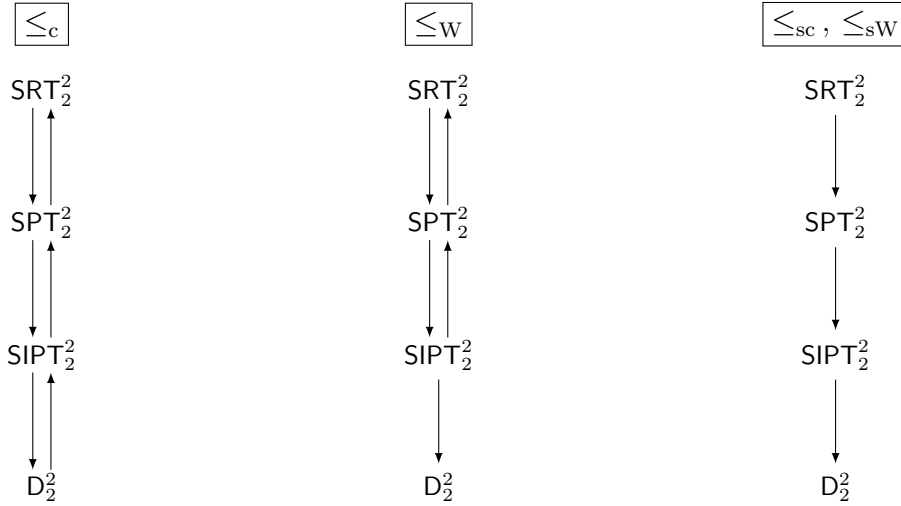 ≤c ≤W ≤sc , ≤sW
SRT²₂ SRT²₂ SRT²₂
SPT²₂ SPT²₂ SPT²₂
SIPT²₂ SIPT²₂ SIPT²₂
D²₂ D²₂ D²₂